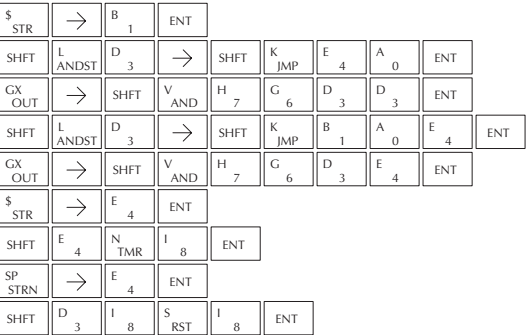 $ STR → B 1 ENT
SHFT L ANDST D 3 → SHFT K JMP E 4 A 0 ENT
GX OUT → SHFT V AND H 7 G 6 D 3 D 3 ENT
SHFT L ANDST D 3 → SHFT K JMP B 1 A 0 E 4 ENT
GX OUT → SHFT V AND H 7 G 6 D 3 E 4 ENT
$ STR → E 4 ENT
SHFT E 4 N TMR I 8 ENT
SP STRN → E 4 ENT
SHFT D 3 I 8 S RST I 8 ENT